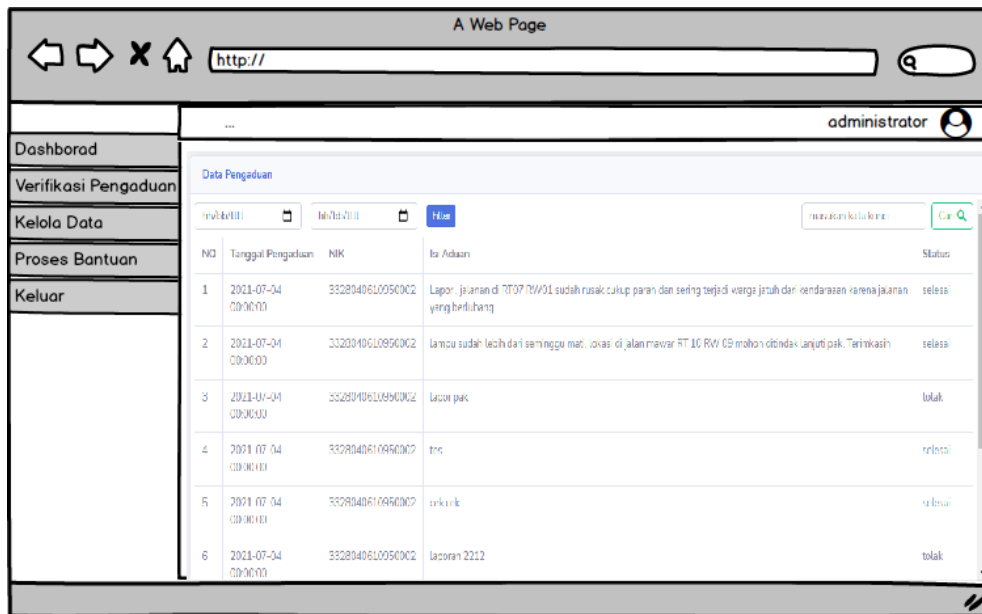 A Web Page
http://
... administrator
Dashborad
Verifikasi Pengaduan
Kelola Data
Proses Bantuan
Keluar
Data Pengaduan
Filter masukan kata kunci Cari
NO Tanggal Pengaduan NIK Isi Aduan Status
1 2021-07-04 3328040610950002 Lapor, jalanan di RT07 RW01 sudah rusak cukup parah dan sering terjadi warga jatuh dari kendaraaan karena jalanan selesai
00:00:00 yang berlubang
2 2021-07-04 3328040610950002 Lampu sudah lebih dari seminggu mati, lokasi di jalan mawar RT 10 RW 09 mohon ditindak lanjuti pak. Terimkasih selesai
00:00:00
3 2021-07-04 3328040610950002 lapor pak tolak
00:00:00
4 2021-07-04 3328040610950002 tes selesai
00:00:00
5 2021-07-04 3328040610950002 selesai
00:00:00
6 2021-07-04 3328040610950002 laporan 2212 tolak
00:00:00